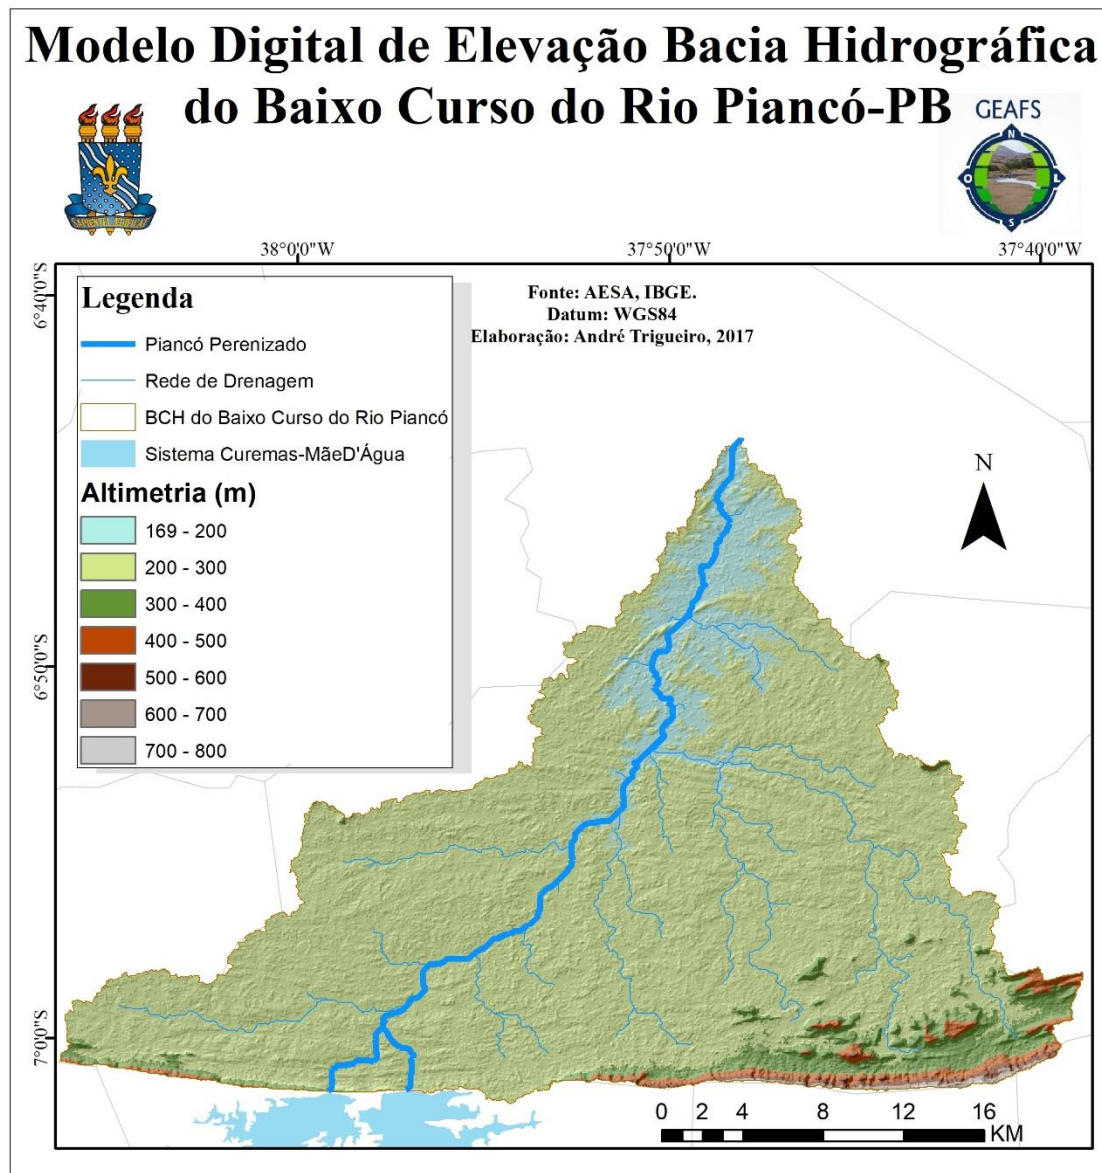 Modelo Digital de Elevação Bacia Hidrográfica
do Baixo Curso do Rio Piancó-PB
GEAFS
N
O
L
S
SAPIENTIA ÆDIFICAT
38°0'0"W
37°50'0"W
37°40'0"W
6°40'0"S
6°50'0"S
7°0'0"S
Legenda
Piancó Perenizado
Rede de Drenagem
BCH do Baixo Curso do Rio Piancó
Sistema Curemas-MãeD'Água
Altimetria (m)
169 - 200
200 - 300
300 - 400
400 - 500
500 - 600
600 - 700
700 - 800
Fonte: AESA, IBGE.
Datum: WGS84
Elaboração: André Trigueiro, 2017
N
0 2 4 8 12 16
KM